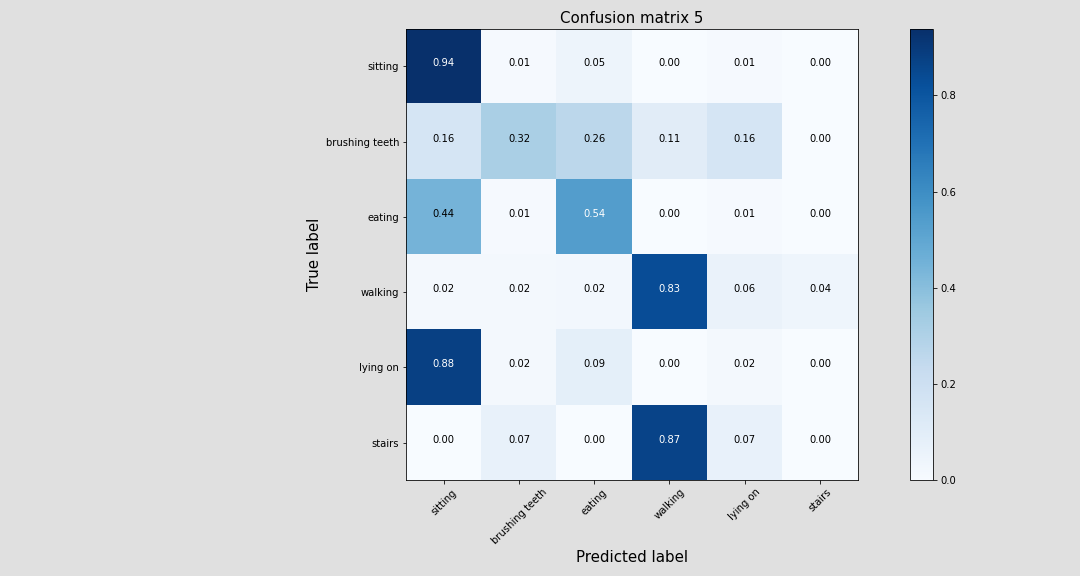 Confusion matrix 5
True label
sitting 0.94 0.01 0.05 0.00 0.01 0.00
brushing teeth 0.16 0.32 0.26 0.11 0.16 0.00
eating 0.44 0.01 0.54 0.00 0.01 0.00
walking 0.02 0.02 0.02 0.83 0.06 0.04
lying on 0.88 0.02 0.09 0.00 0.02 0.00
stairs 0.00 0.07 0.00 0.87 0.07 0.00
sitting brushing teeth eating walking lying on stairs
Predicted label
0.8
0.6
0.4
0.2
0.0